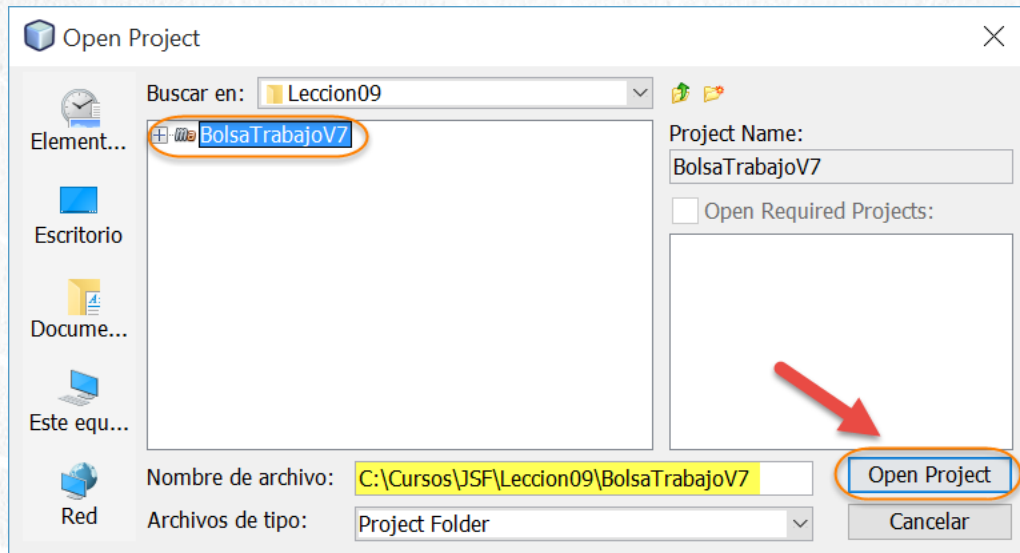 Open Project
Buscar en: Leccion09
Element...
BolsaTrabajoV7
Project Name:
BolsaTrabajoV7
Open Required Projects:
Escritorio
Docume...
Este equ...
Red
Nombre de archivo: C:\Cursos\JSF\Leccion09\BolsaTrabajoV7
Open Project
Archivos de tipo: Project Folder
Cancelar